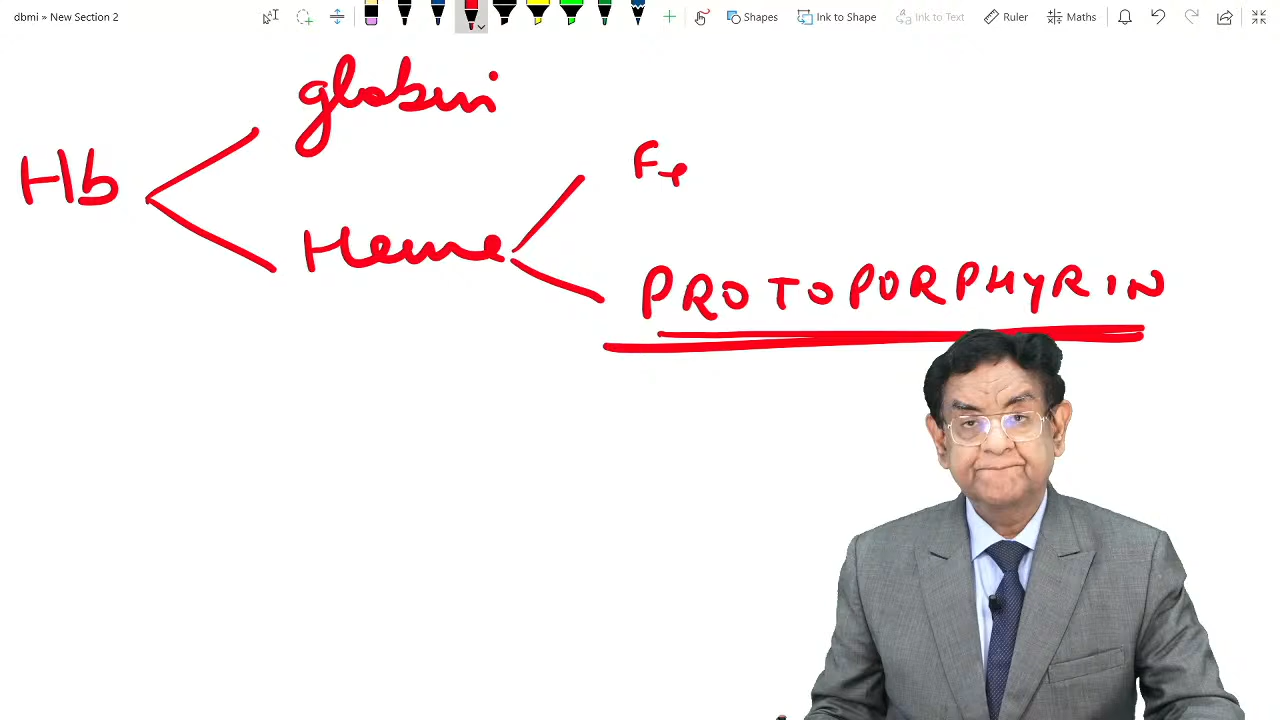 dbmi » New Section 2
Shapes
Ink to Shape
Ink to Text
Ruler
Maths
globin
Hb
Fe
Heme
PROTOPORPHYRIN